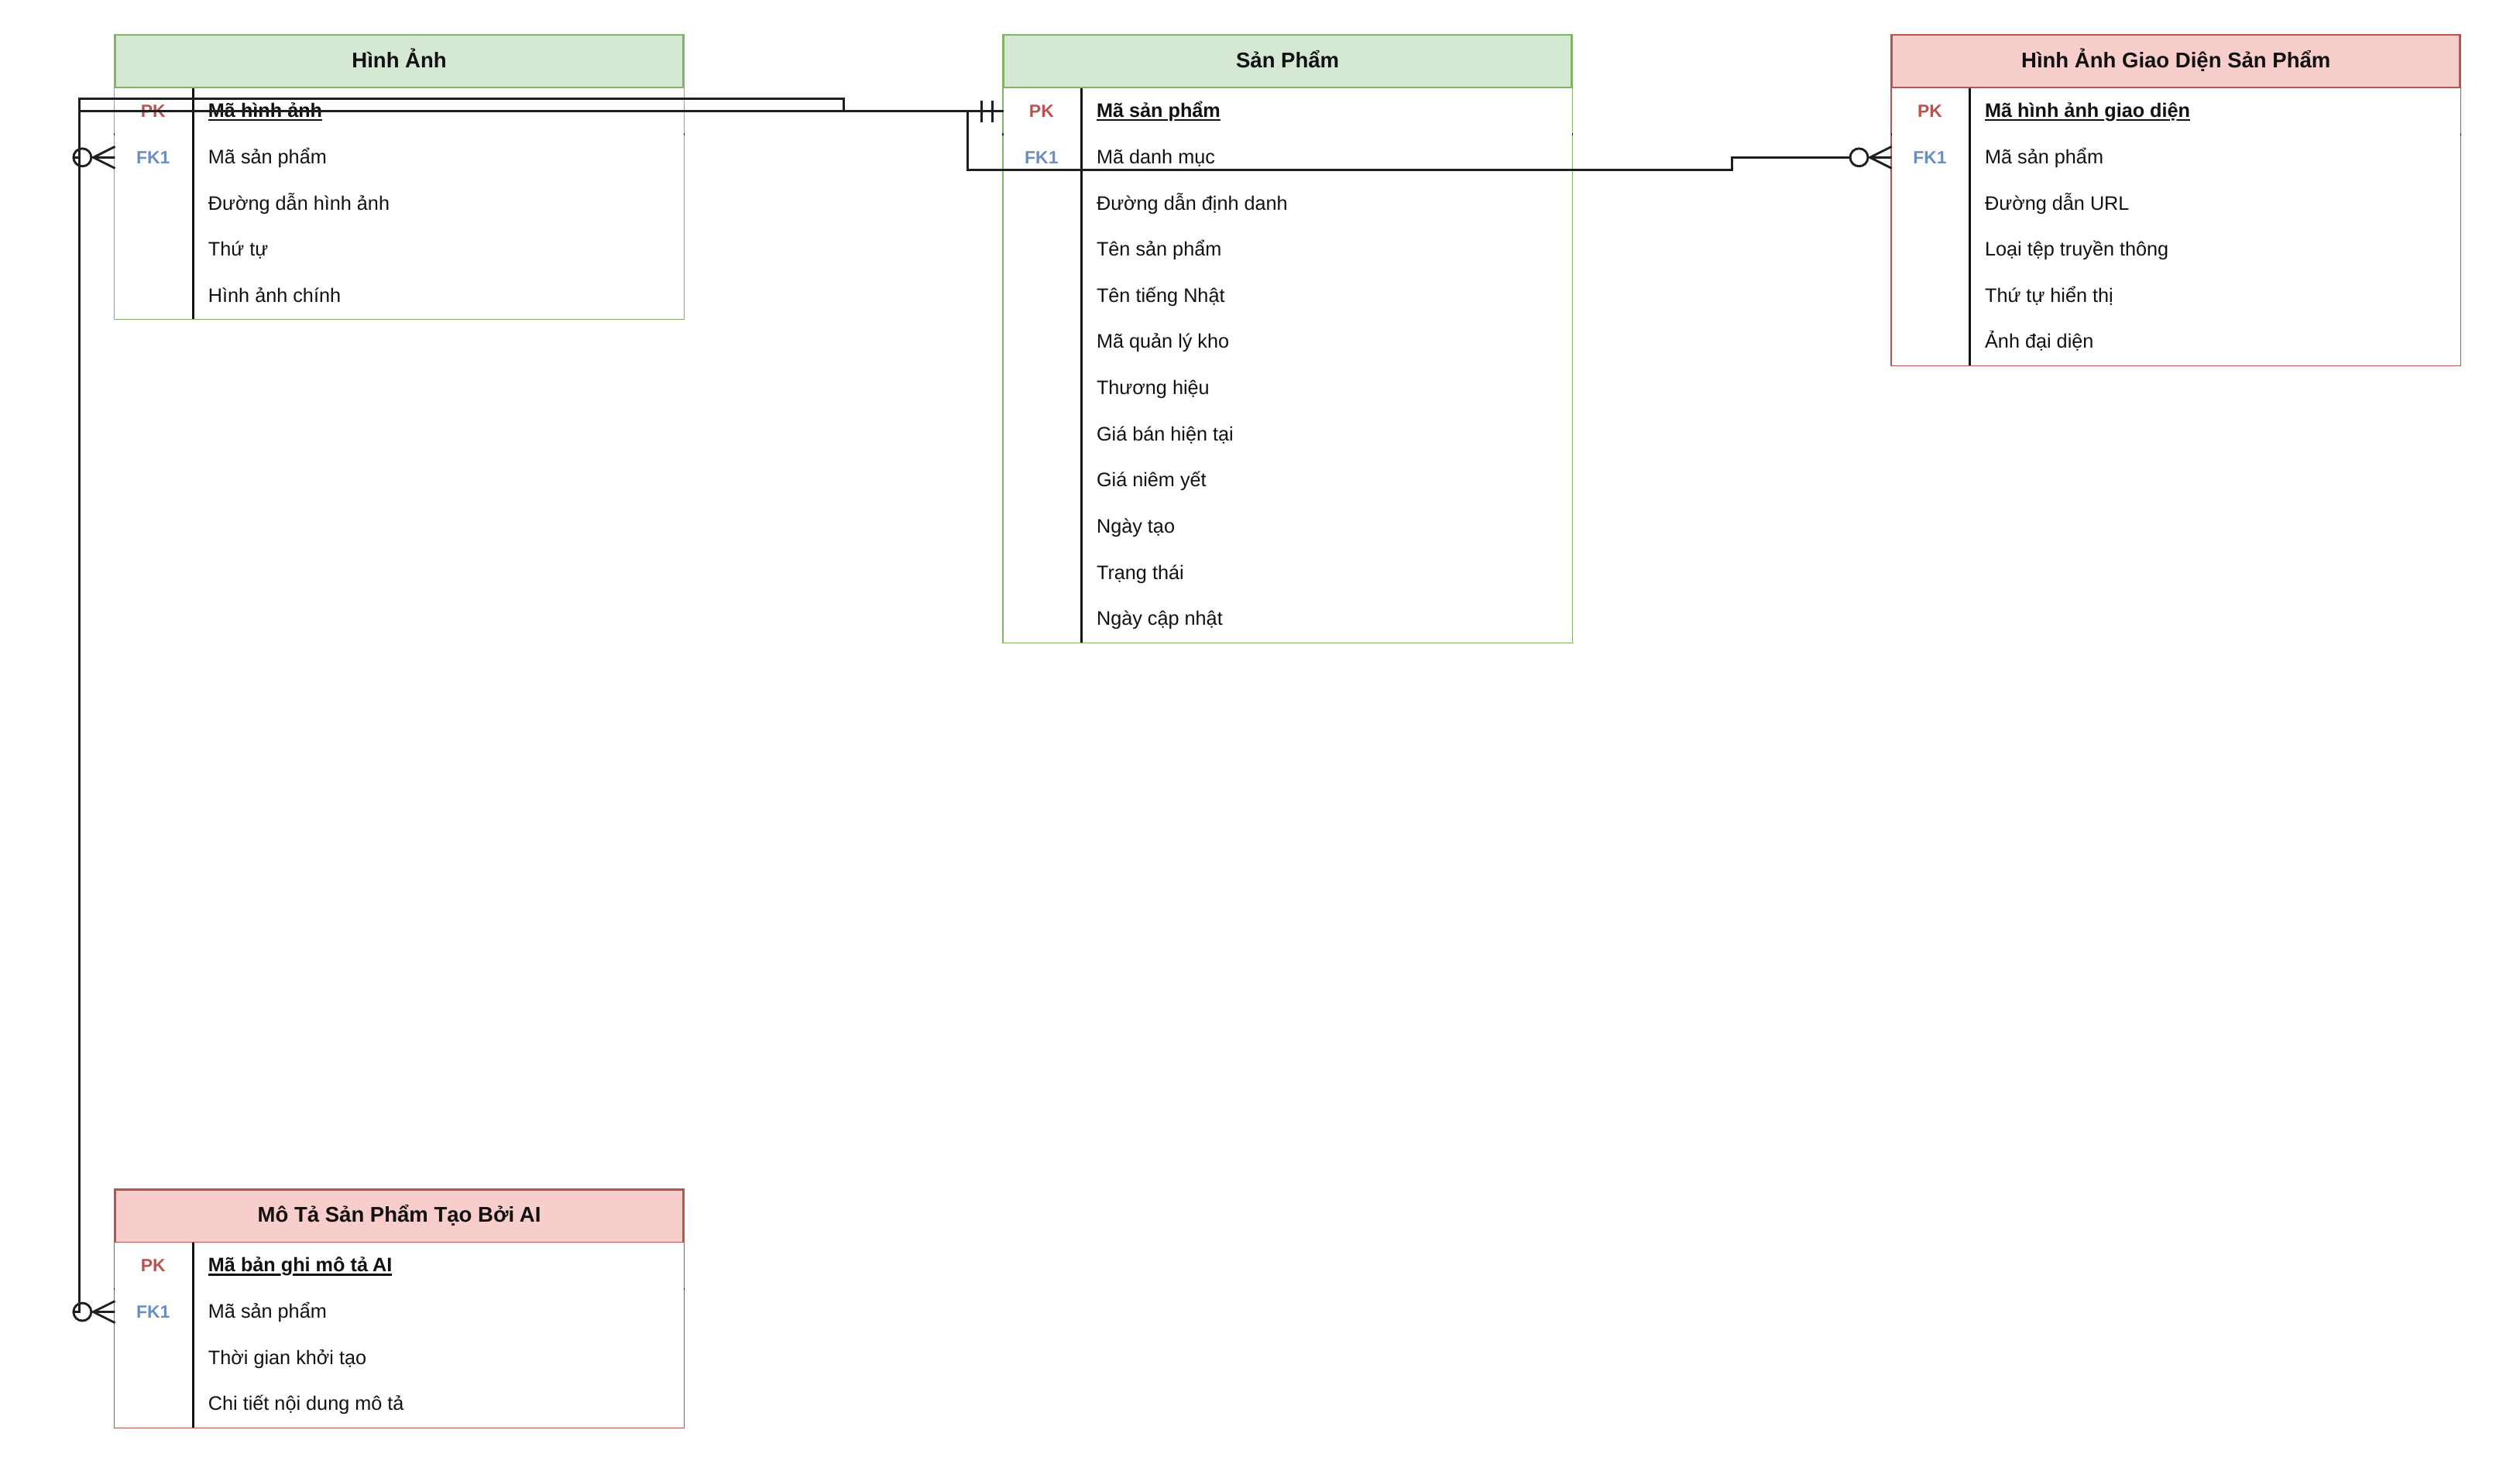 Hình Ảnh
PK Mã hình ảnh
FK1 Mã sản phẩm
Đường dẫn hình ảnh
Thứ tự
Hình ảnh chính
Sản Phẩm
PK Mã sản phẩm
FK1 Mã danh mục
Đường dẫn định danh
Tên sản phẩm
Tên tiếng Nhật
Mã quản lý kho
Thương hiệu
Giá bán hiện tại
Giá niêm yết
Ngày tạo
Trạng thái
Ngày cập nhật
Hình Ảnh Giao Diện Sản Phẩm
PK Mã hình ảnh giao diện
FK1 Mã sản phẩm
Đường dẫn URL
Loại tệp truyền thông
Thứ tự hiển thị
Ảnh đại diện
Mô Tả Sản Phẩm Tạo Bởi AI
PK Mã bản ghi mô tả AI
FK1 Mã sản phẩm
Thời gian khởi tạo
Chi tiết nội dung mô tả